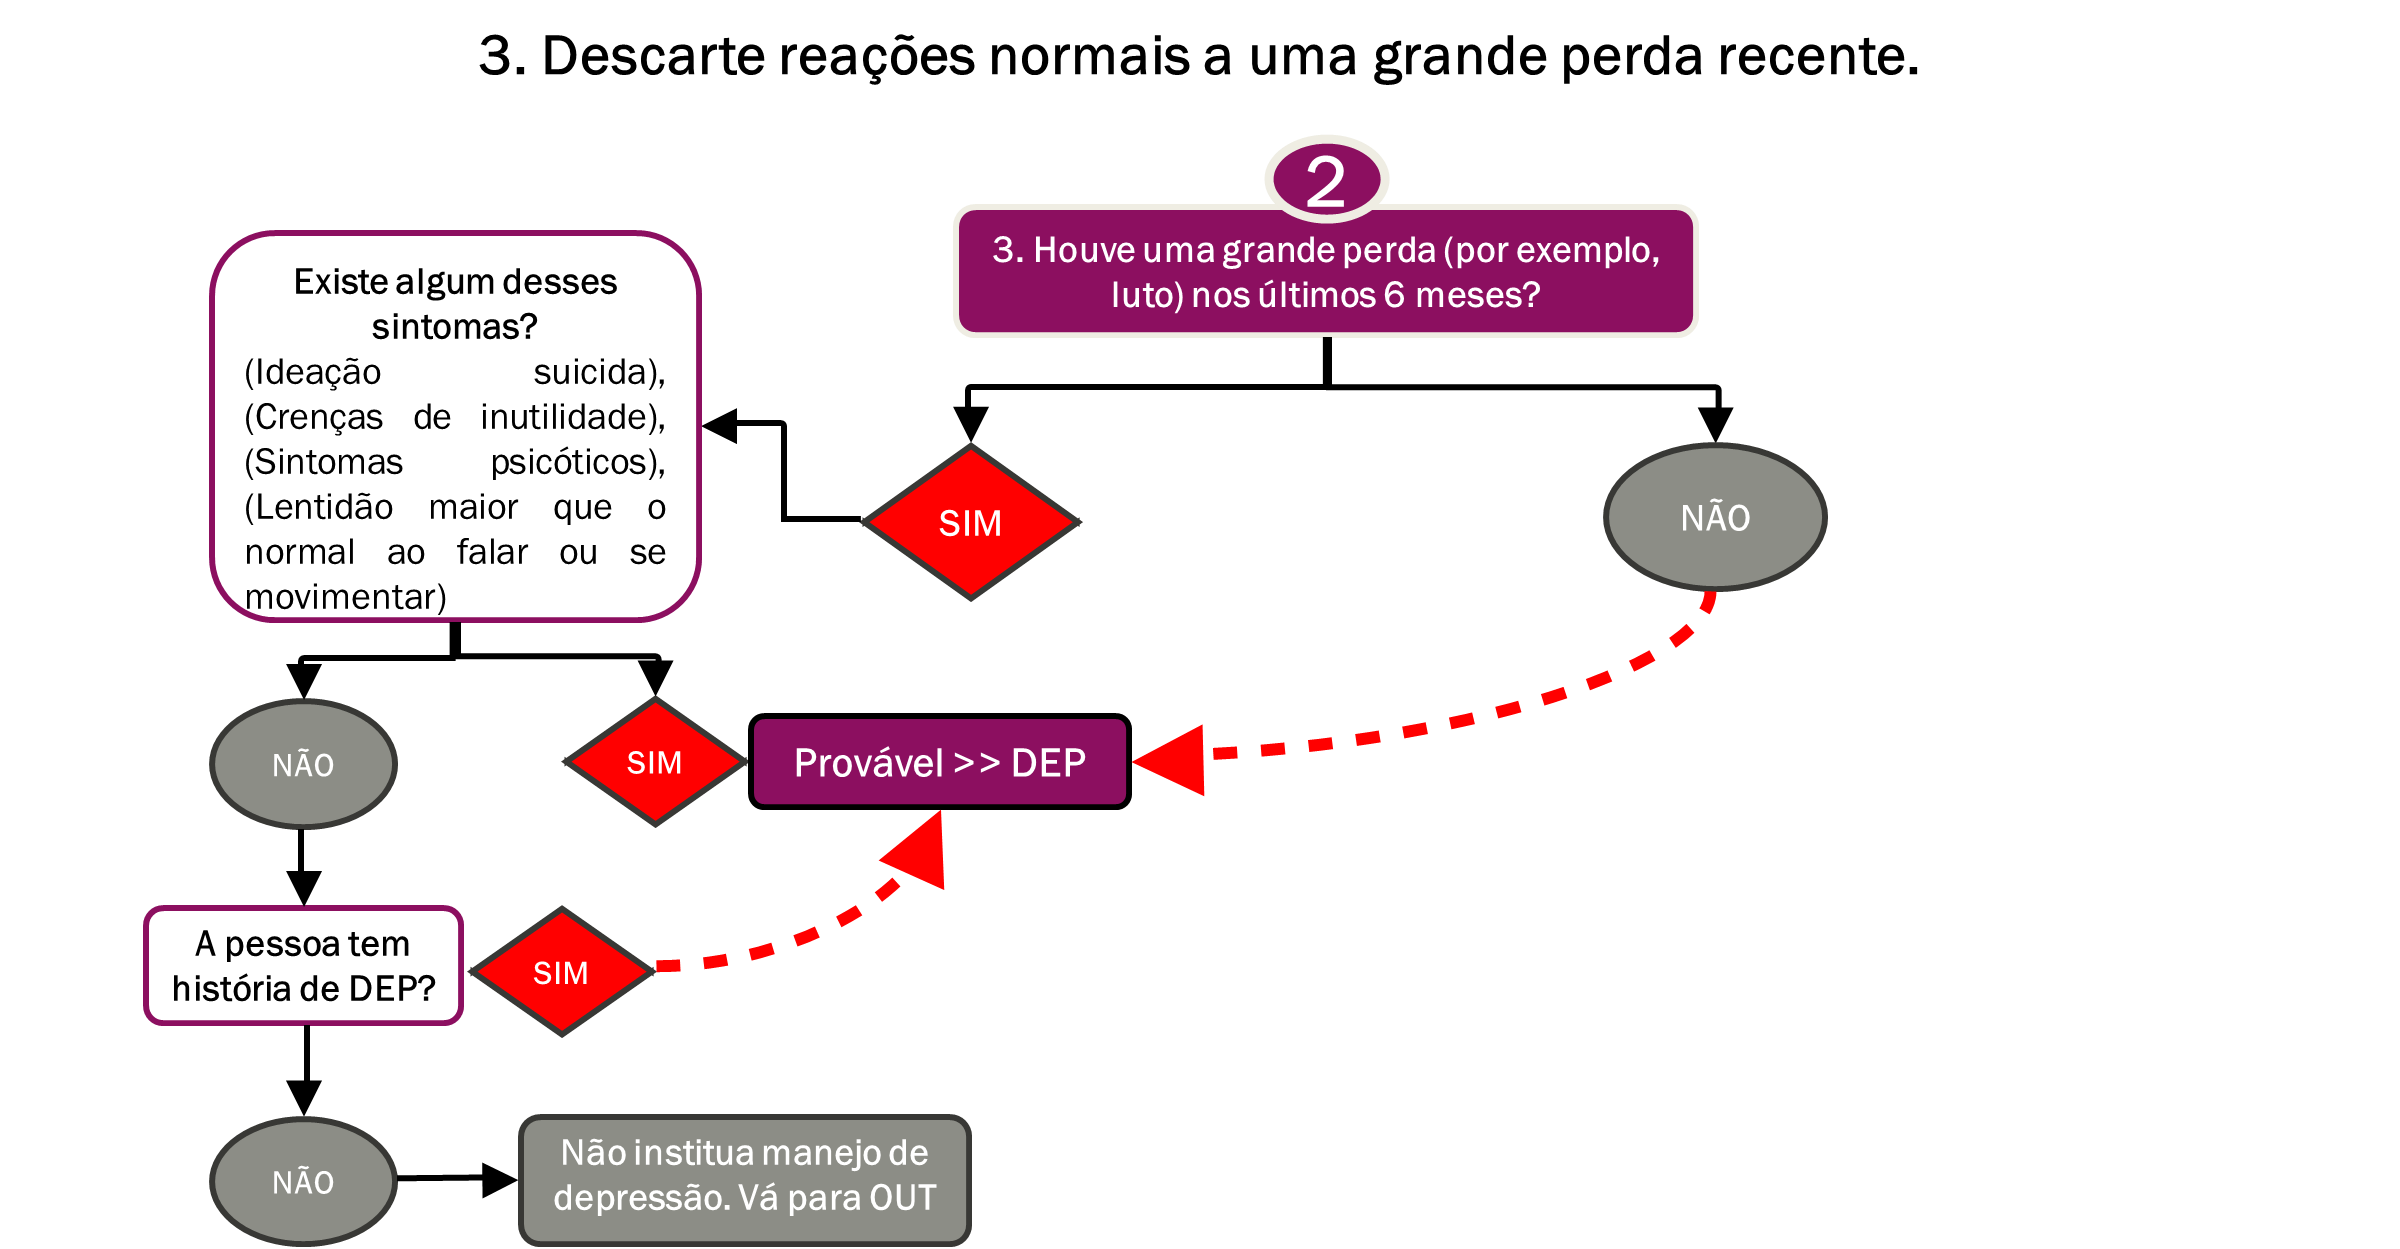 3. Descarte reações normais a uma grande perda recente.
2
3. Houve uma grande perda (por exemplo,
luto) nos últimos 6 meses?
Existe algum desses
sintomas?
(Ideação suicida),
(Crenças de inutilidade),
(Sintomas psicóticos),
(Lentidão maior que o
normal ao falar ou se
movimentar)
SIM
NÃO
NÃO
SIM
Provável >> DEP
A pessoa tem
história de DEP?
SIM
NÃO
Não institua manejo de
depressão. Vá para OUT